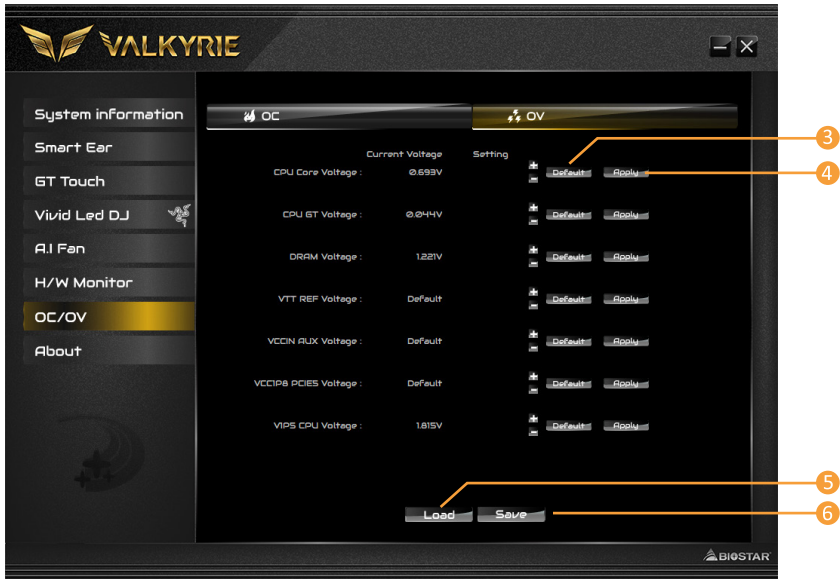 VALKYRIE
System information
Smart Ear
GT Touch
Vivid Led DJ
A.I Fan
H/W Monitor
OC/OV
About
OC OV
Current Voltage Setting
CPU Core Voltage : 0.693V + - Default Apply
CPU GT Voltage : 0.044V + - Default Apply
DRAM Voltage : 1.221V + - Default Apply
VTT REF Voltage : Default + - Default Apply
VCCIN AUX Voltage : Default + - Default Apply
VCC1P8 PCIE5 Voltage : Default + - Default Apply
V1P5 CPU Voltage : 1.815V + - Default Apply
Load Save
BIOSTAR
3
4
5
6